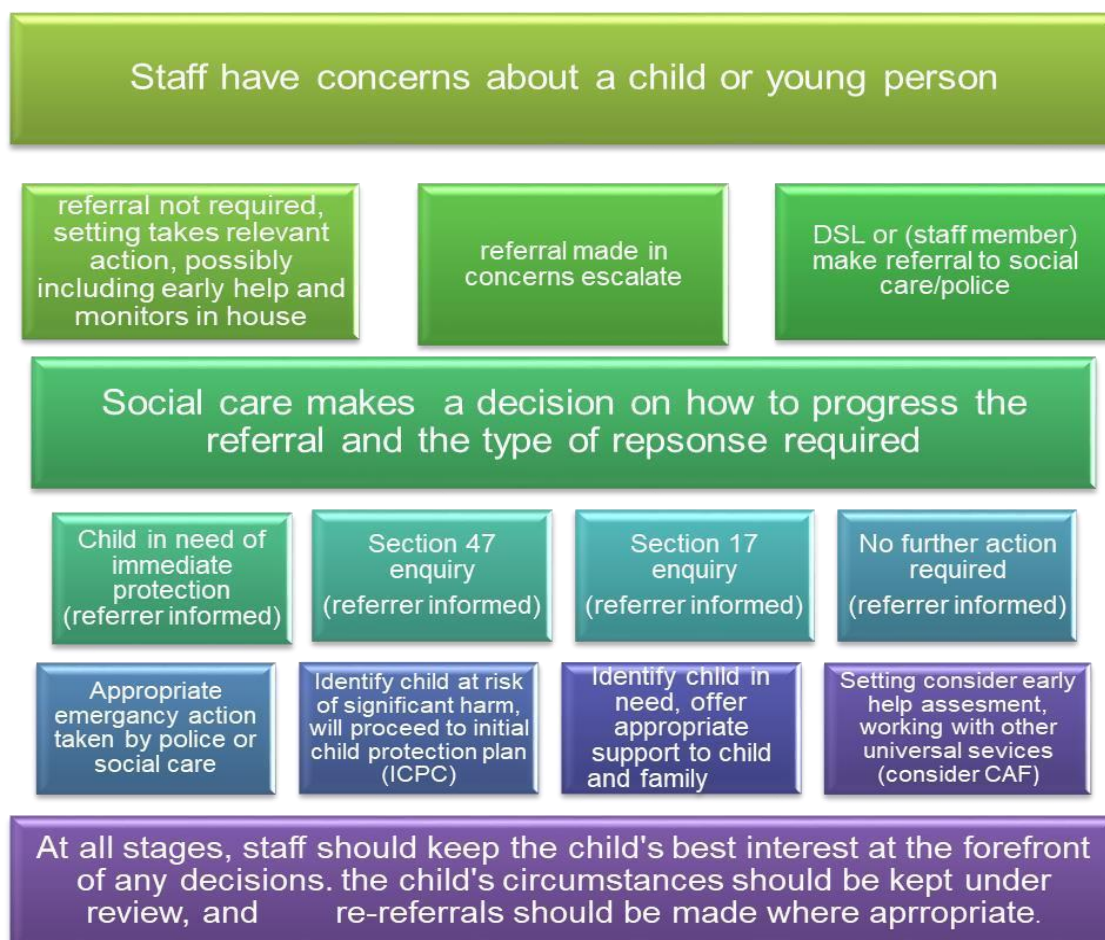 Staff have concerns about a child or young person
referral not required,
setting takes relevant
action, possibly
including early help and
monitors in house
referral made in
concerns escalate
DSL or (staff member)
make referral to social
care/police
Social care makes a decision on how to progress the
referral and the type of repsonse required
Child in need of
immediate
protection
(referrer informed)
Section 47
enquiry
(referrer informed)
Section 17
enquiry
(referrer informed)
No further action
required
(referrer informed)
Appropriate
emergancy action
taken by police or
social care
Identify child at risk
of significant harm,
will proceed to initial
child protection plan
(ICPC)
Identify chIld in
need, offer
appropriate
support to child
and family
Setting consider early
help assesment,
working with other
universal sevices
(consider CAF)
At all stages, staff should keep the child's best interest at the forefront
of any decisions. the child's circumstances should be kept under
review, and re-referrals should be made where aprropriate.